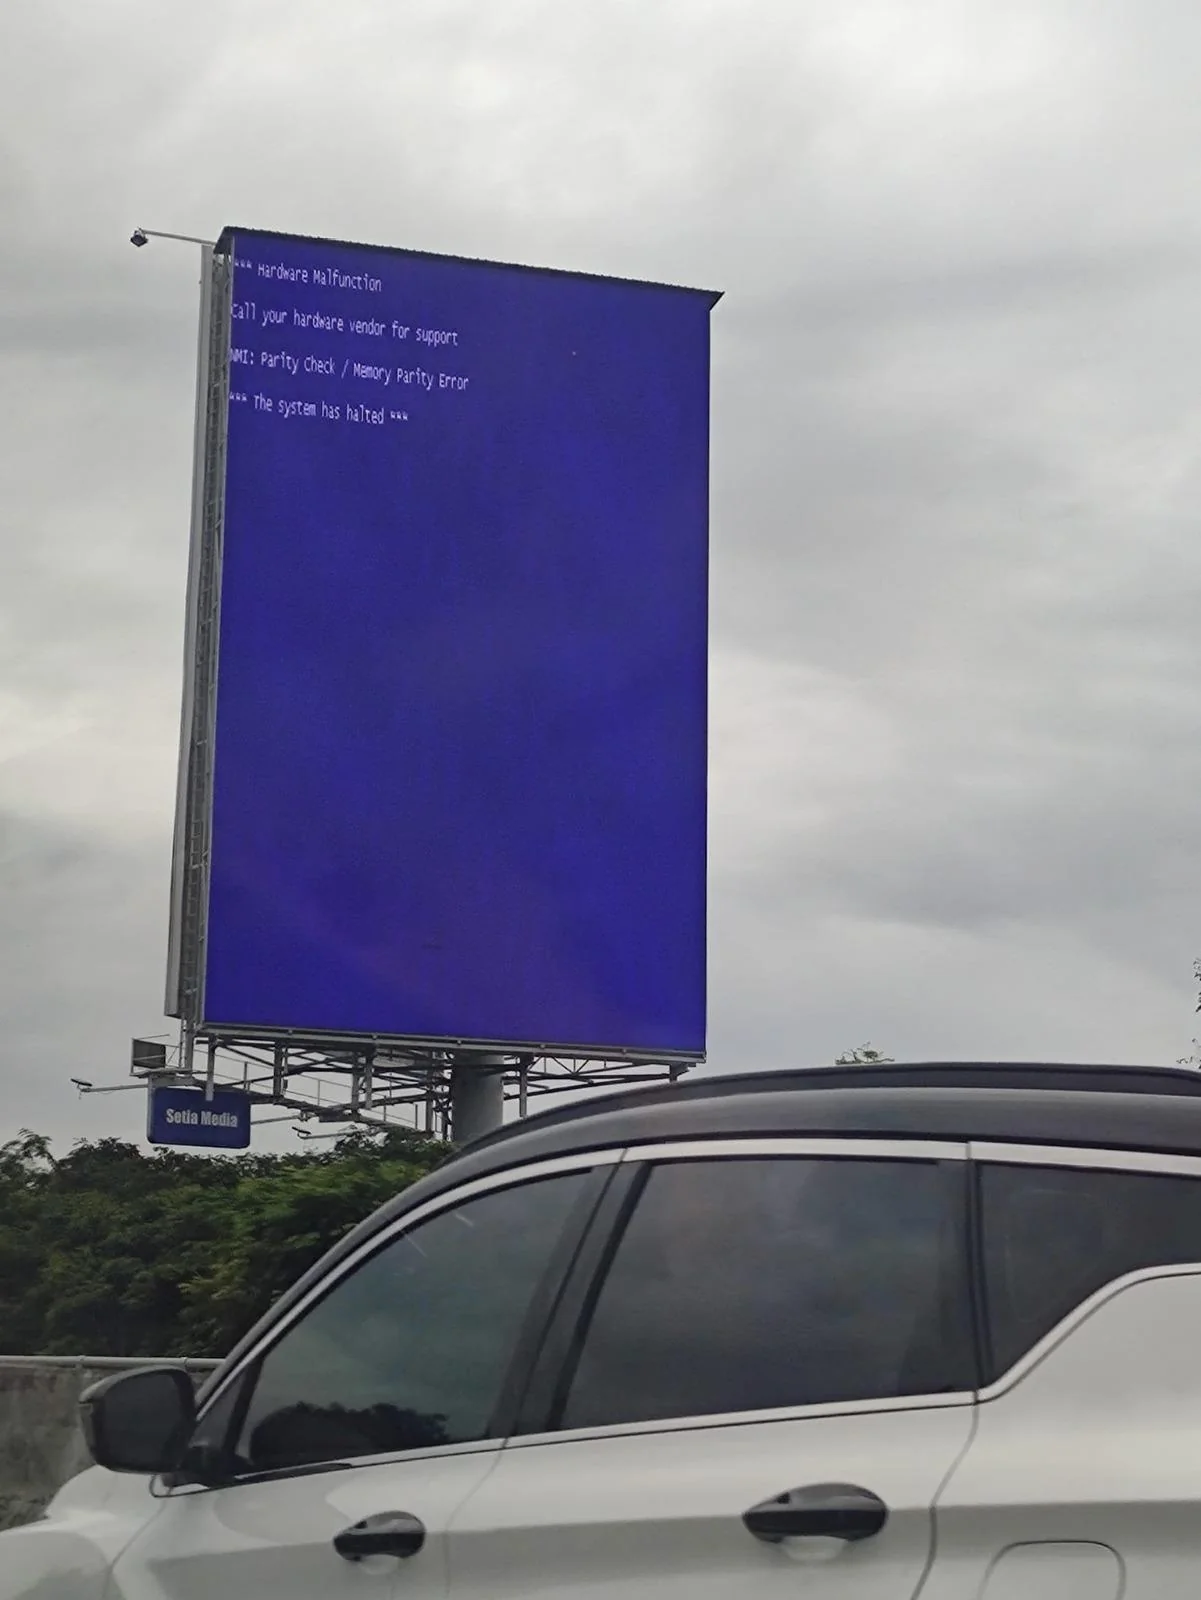 *** Hardware Malfunction
Call your hardware vendor for support
NMI: Parity Check / Memory Parity Error
*** The system has halted ***
Setia Media